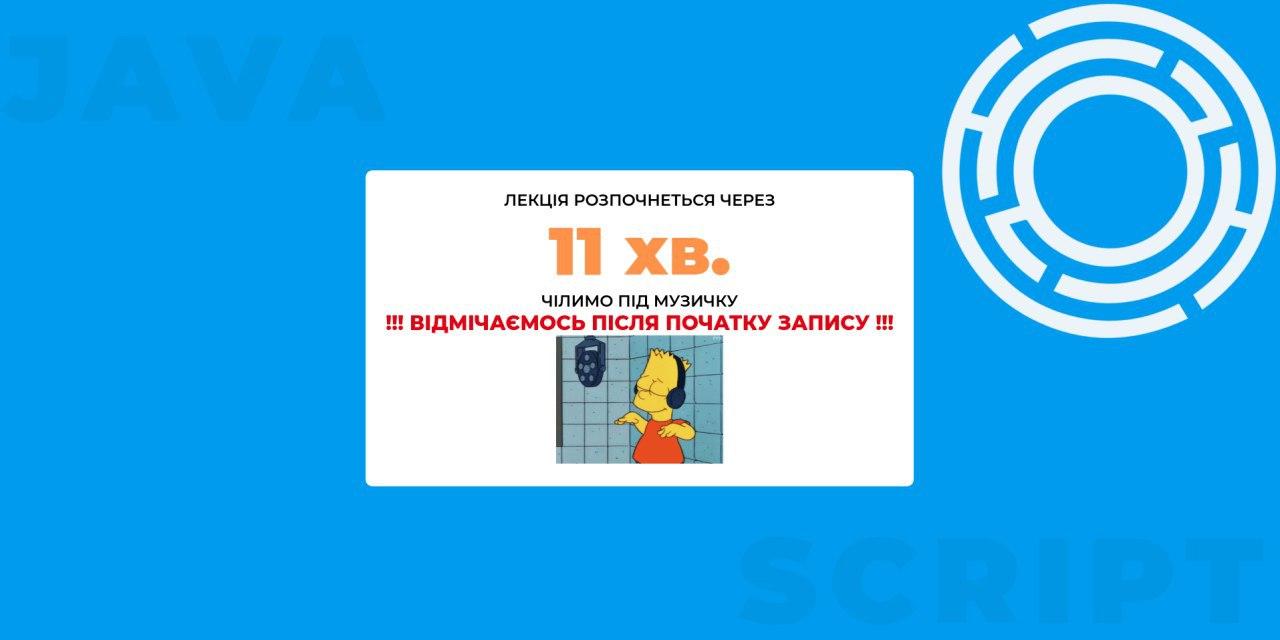 JAVA
ЛЕКЦІЯ РОЗПОЧНЕТЬСЯ ЧЕРЕЗ
11 хв.
ЧІЛИМО ПІД МУЗИЧКУ
!!! ВІДМІЧАЄМОСЬ ПІСЛЯ ПОЧАТКУ ЗАПИСУ !!!
SCRIPT